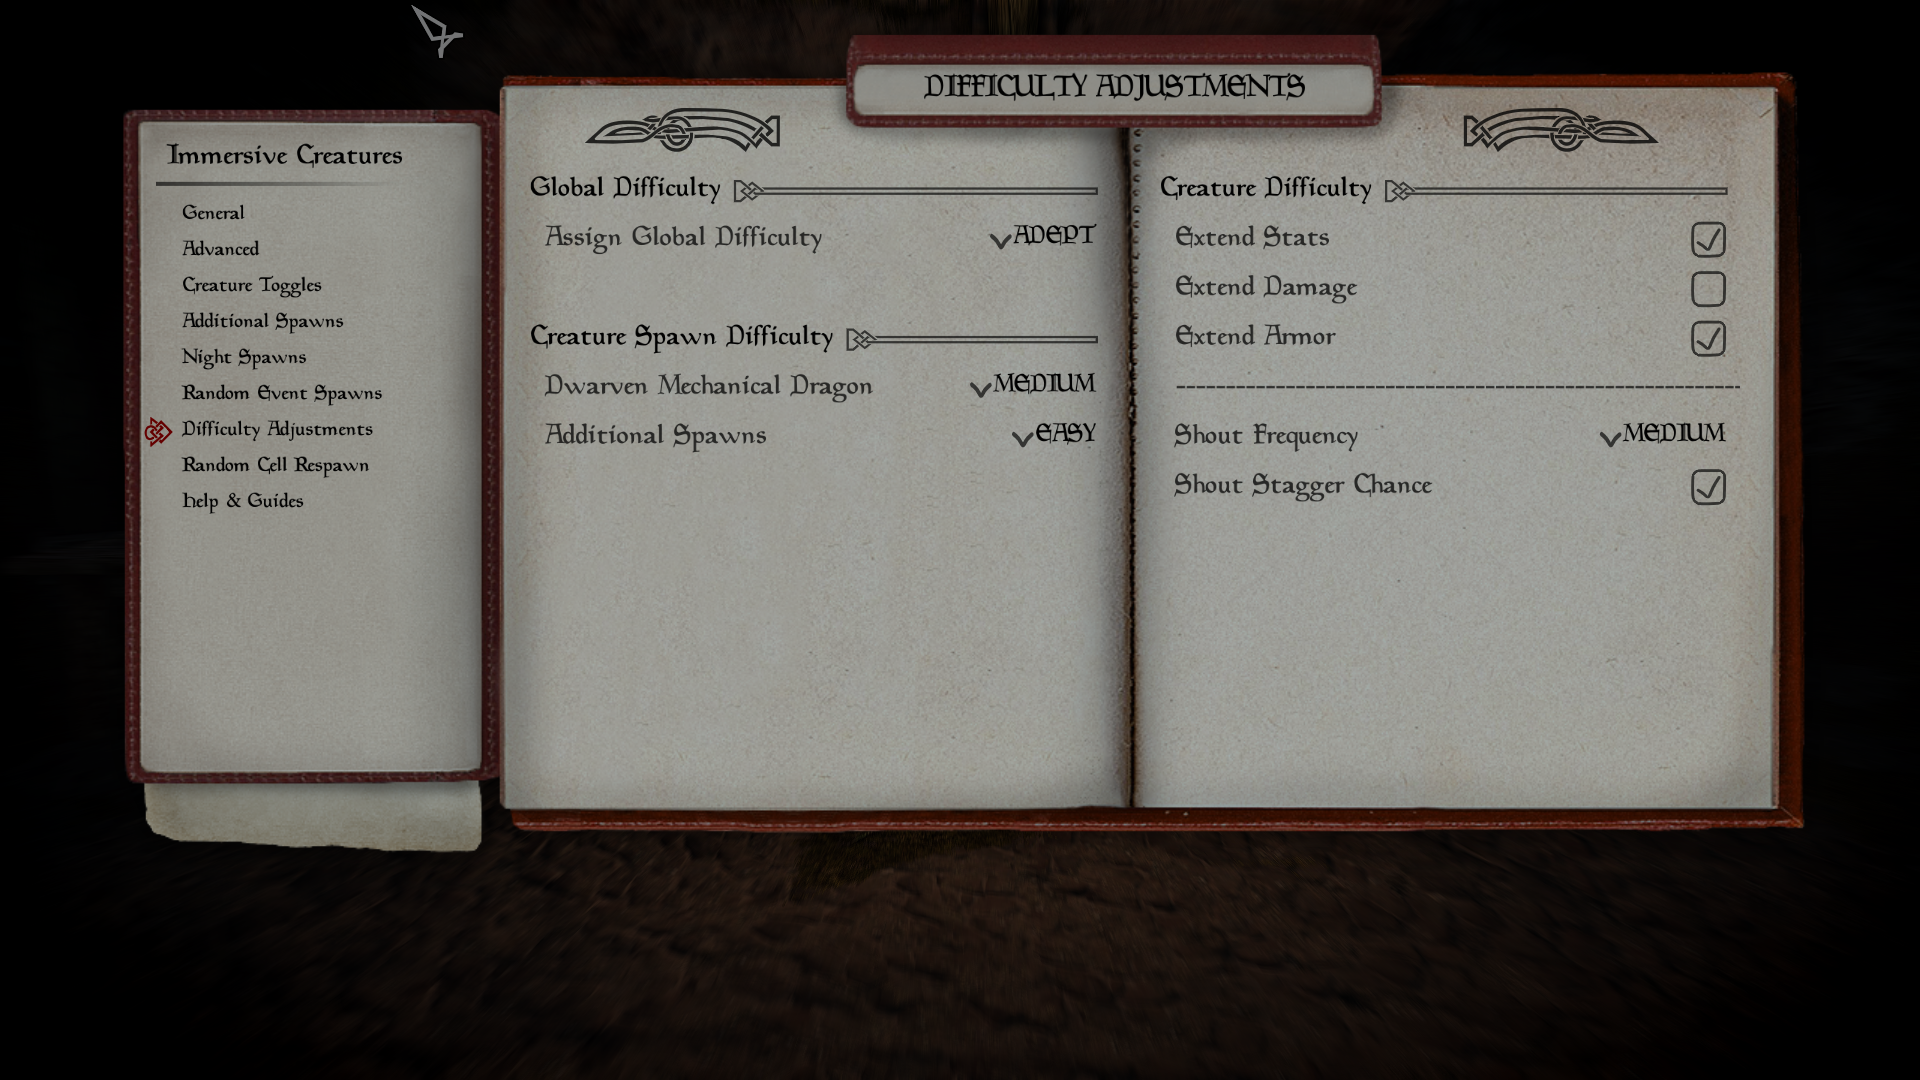 DIFFICULTY ADJUSTMENTS
Immersive Creatures
General
Advanced
Creature Toggles
Additional Spawns
Night Spawns
Random Event Spawns
Difficulty Adjustments
Random Cell Respawn
Help & Guides
Global Difficulty
Assign Global Difficulty ADEPT
Creature Spawn Difficulty
Dwarven Mechanical Dragon MEDIUM
Additional Spawns EASY
Creature Difficulty
Extend Stats
Extend Damage
Extend Armor
Shout Frequency MEDIUM
Shout Stagger Chance